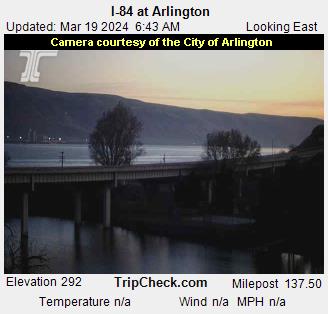 I-84 at Arlington
Updated: Mar 19 2024 6:43 AM Looking East
Camera courtesy of the City of Arlington
Elevation 292 TripCheck.com Milepost 137.50
Temperature n/a Wind n/a MPH n/a